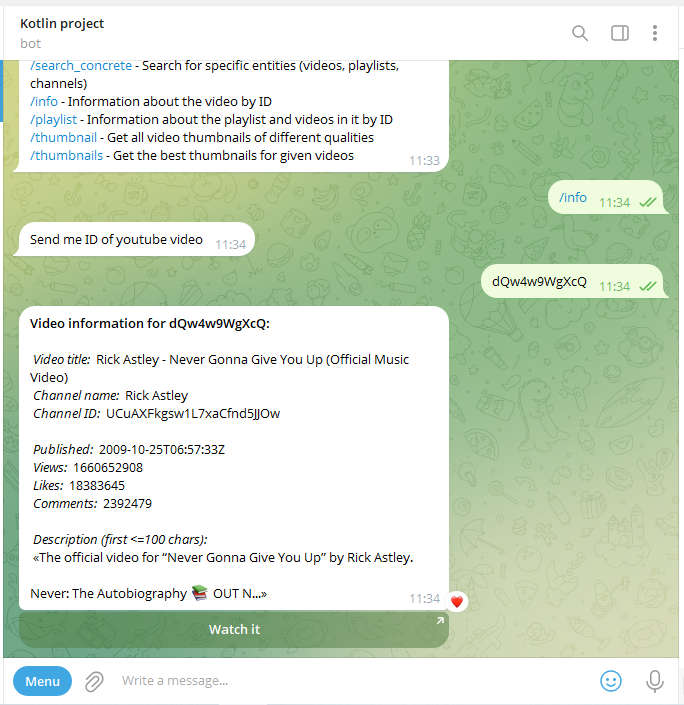 Kotlin project
bot
/search_concrete - Search for specific entities (videos, playlists,
channels)
/info - Information about the video by ID
/playlist - Information about the playlist and videos in it by ID
/thumbnail - Get all video thumbnails of different qualities
/thumbnails - Get the best thumbnails for given videos
11:33
/info 11:34
Send me ID of youtube video 11:34
dQw4w9WgXcQ 11:34
Video information for dQw4w9WgXcQ:
Video title: Rick Astley - Never Gonna Give You Up (Official Music
Video)
Channel name: Rick Astley
Channel ID: UCuAXFkgsw1L7xaCfnd5JJOw
Published: 2009-10-25T06:57:33Z
Views: 1660652908
Likes: 18383645
Comments: 2392479
Description (first <=100 chars):
«The official video for “Never Gonna Give You Up” by Rick Astley.
Never: The Autobiography 📚 OUT N...»
11:34
Watch it
Menu
Write a message...